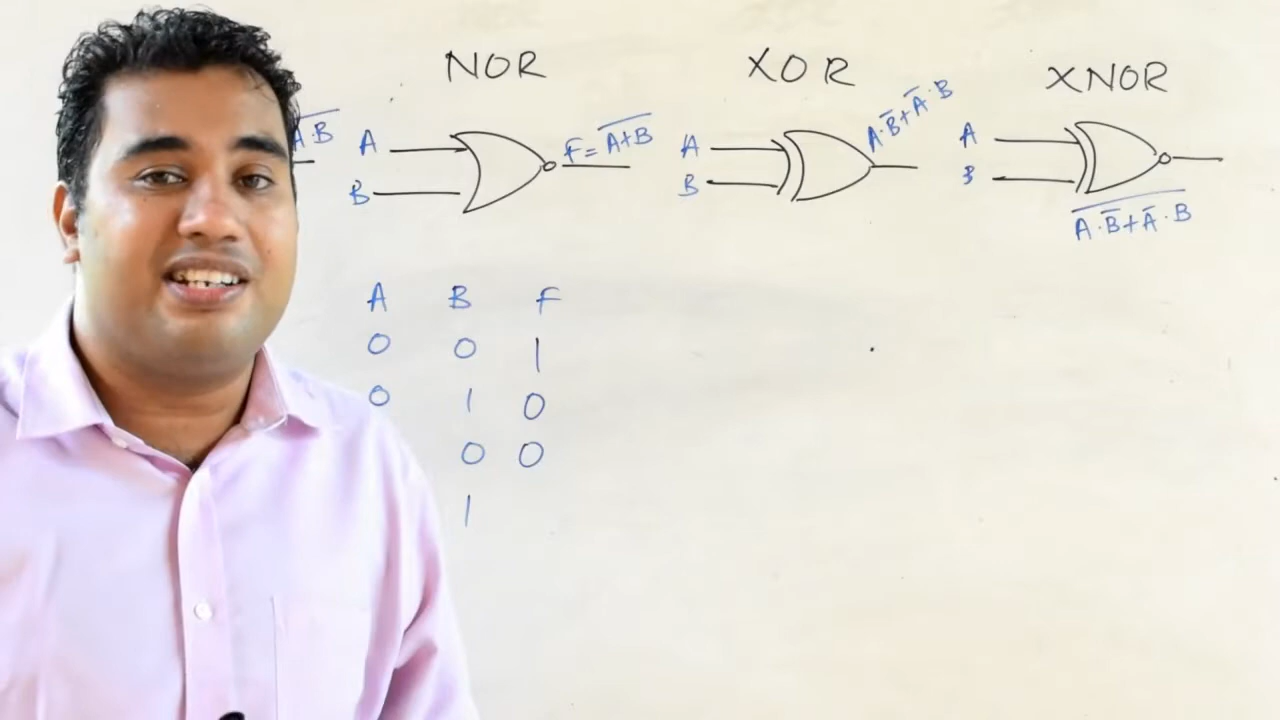 NOR
XOR
XNOR
A̅·̅B̅
A
B
F = A̅+̅B̅
A
B
A·B̅+A̅·B
A
B
A̅·̅B̅+̅A̅·̅B̅
A B F
0 0 1
0 1 0
0 0
1